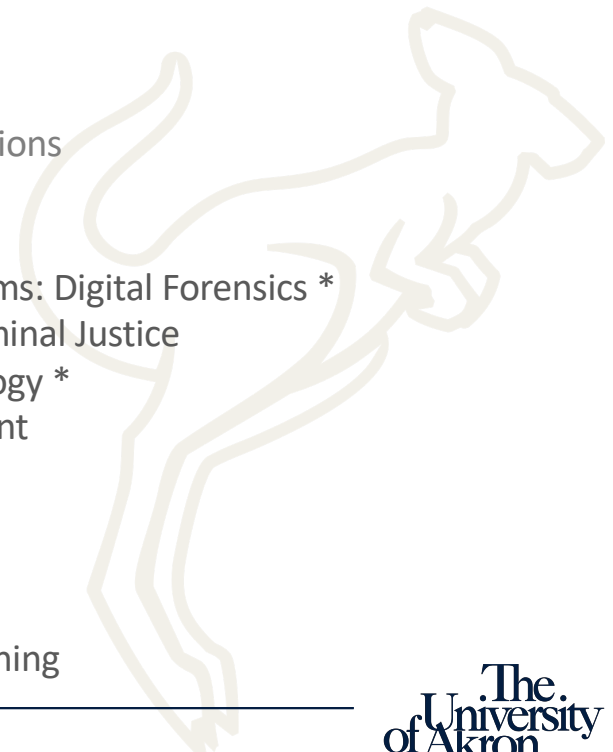 ions
ms: Digital Forensics *
minal Justice
ogy *
nt
ning
The
University
of Akron